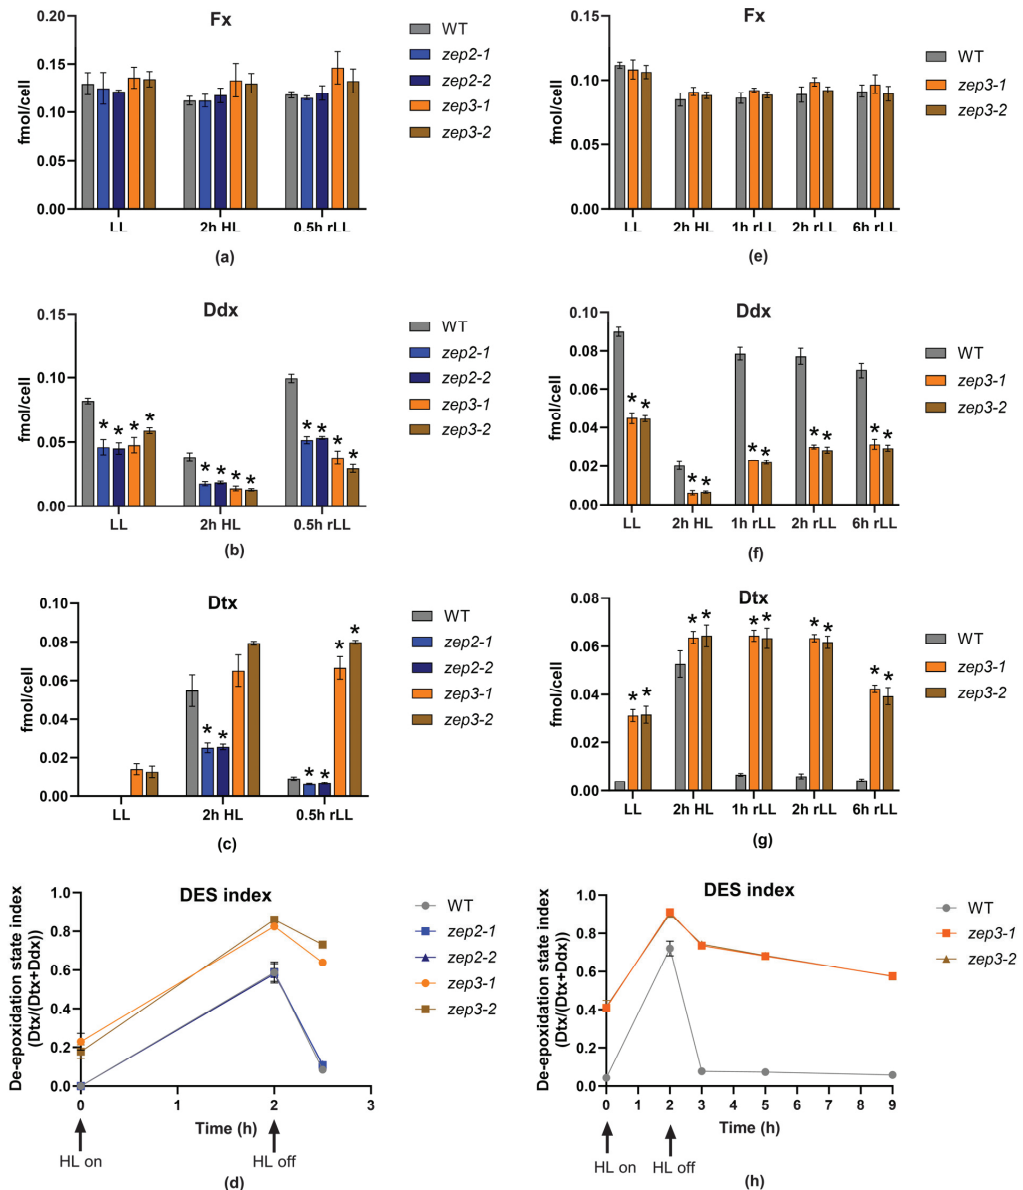 Fx
fmol/cell
0.20
0.15
0.10
0.05
0.00
LL
2h HL
0.5h rLL
WT
zep2-1
zep2-2
zep3-1
zep3-2
(a)
Fx
fmol/cell
0.15
0.10
0.05
0.00
LL
2h HL
1h rLL
2h rLL
6h rLL
WT
zep3-1
zep3-2
(e)
Ddx
fmol/cell
0.15
0.10
0.05
0.00
* * * *
* * * *
* * * *
LL
2h HL
0.5h rLL
WT
zep2-1
zep2-2
zep3-1
zep3-2
(b)
Ddx
fmol/cell
0.10
0.08
0.06
0.04
0.02
0.00
* *
* *
* *
* *
* *
LL
2h HL
1h rLL
2h rLL
6h rLL
WT
zep3-1
zep3-2
(f)
Dtx
fmol/cell
0.10
0.08
0.06
0.04
0.02
0.00
* *
* * * *
LL
2h HL
0.5h rLL
WT
zep2-1
zep2-2
zep3-1
zep3-2
(c)
Dtx
fmol/cell
0.08
0.06
0.04
0.02
0.00
* *
* *
* *
* *
* *
LL
2h HL
1h rLL
2h rLL
6h rLL
WT
zep3-1
zep3-2
(g)
DES index
De-epoxidation state index
(Dtx/(Dtx+Ddx))
1.0
0.8
0.6
0.4
0.2
0.0
0
1
2
3
Time (h)
HL on
HL off
WT
zep2-1
zep2-2
zep3-1
zep3-2
(d)
DES index
De-epoxidation state index
(Dtx/(Dtx+Ddx))
1.0
0.8
0.6
0.4
0.2
0.0
0
1
2
3
4
5
6
7
8
9
Time (h)
HL on
HL off
WT
zep3-1
zep3-2
(h)